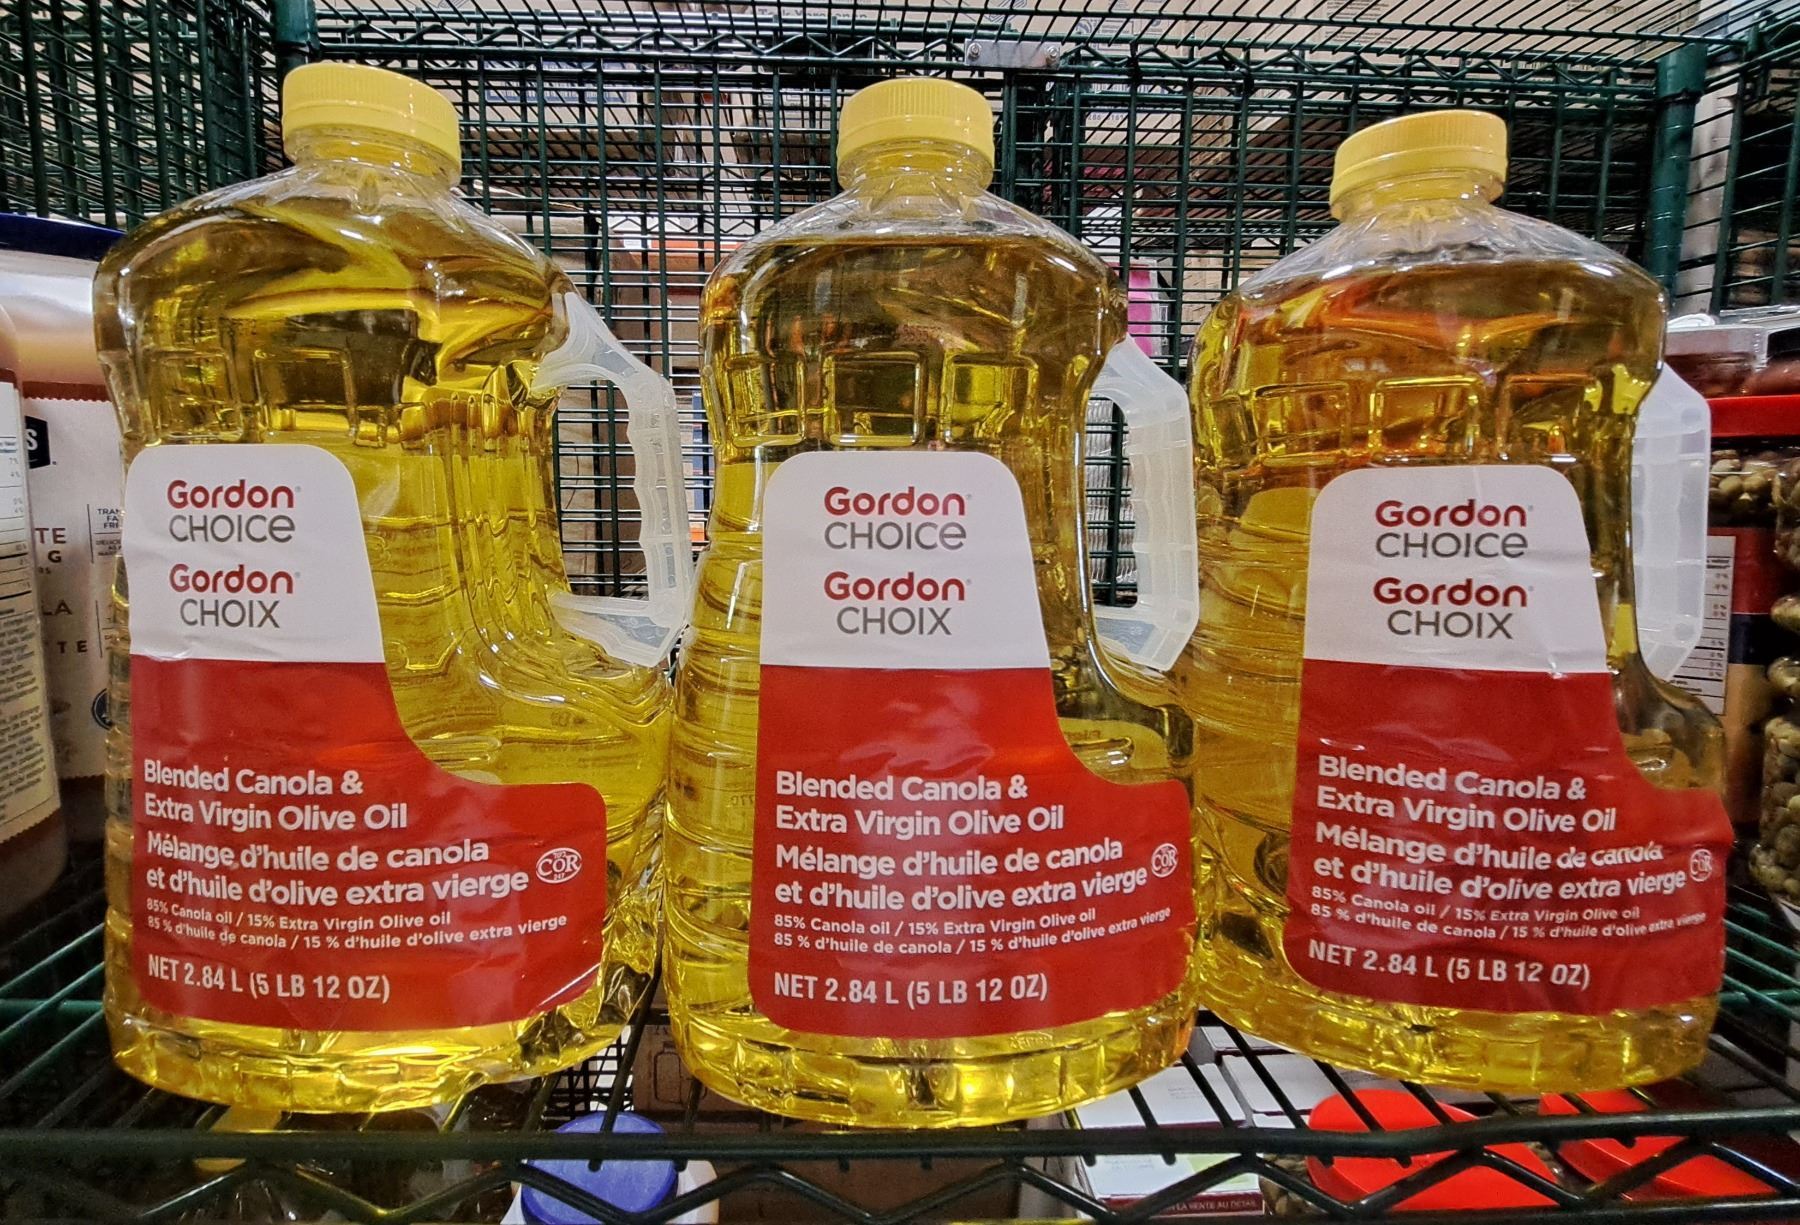 Gordon
CHOICe
Gordon
CHOIX
Blended Canola &
Extra Virgin Olive Oil
Mélange d'huile de canola
et d'huile d'olive extra vierge
COR
85% Canola oil / 15% Extra Virgin Olive oil
85 % d'huile de canola / 15 % d'huile d'olive extra vierge
NET 2.84 L (5 LB 12 OZ)
Gordon
CHOICe
Gordon
CHOIX
Blended Canola &
Extra Virgin Olive Oil
Mélange d'huile de canola
et d'huile d'olive extra vierge
COR
85% Canola oil / 15% Extra Virgin Olive oil
85 % d'huile de canola / 15 % d'huile d'olive extra vierge
NET 2.84 L (5 LB 12 OZ)
Gordon
CHOICe
Gordon
CHOIX
Blended Canola &
Extra Virgin Olive Oil
Mélange d'huile de canola
et d'huile d'olive extra vierge
COR
85% Canola oil / 15% Extra Virgin Olive oil
85 % d'huile de canola / 15 % d'huile d'olive extra vierge
NET 2.84 L (5 LB 12 OZ)
S
TE
G
LA
TE